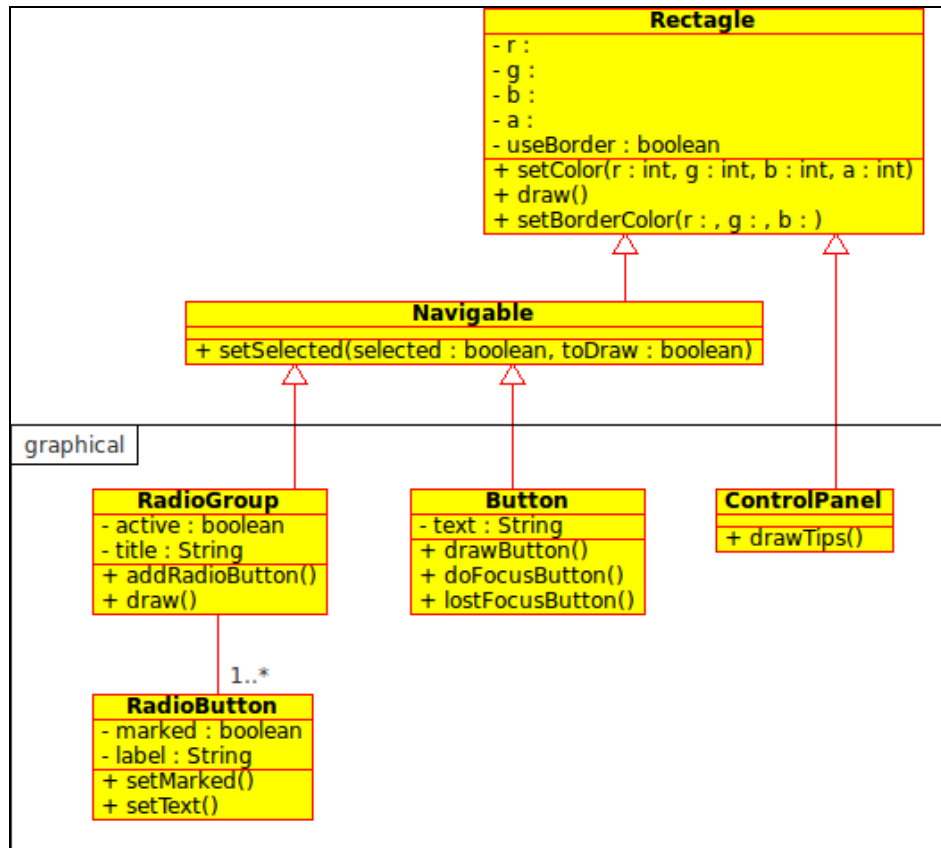 Rectagle
- r :
- g :
- b :
- a :
- useBorder : boolean
+ setColor(r : int, g : int, b : int, a : int)
+ draw()
+ setBorderColor(r : , g : , b : )
Navigable
+ setSelected(selected : boolean, toDraw : boolean)
graphical
RadioGroup
- active : boolean
- title : String
+ addRadioButton()
+ draw()
Button
- text : String
+ drawButton()
+ doFocusButton()
+ lostFocusButton()
ControlPanel
+ drawTips()
1..*
RadioButton
- marked : boolean
- label : String
+ setMarked()
+ setText()